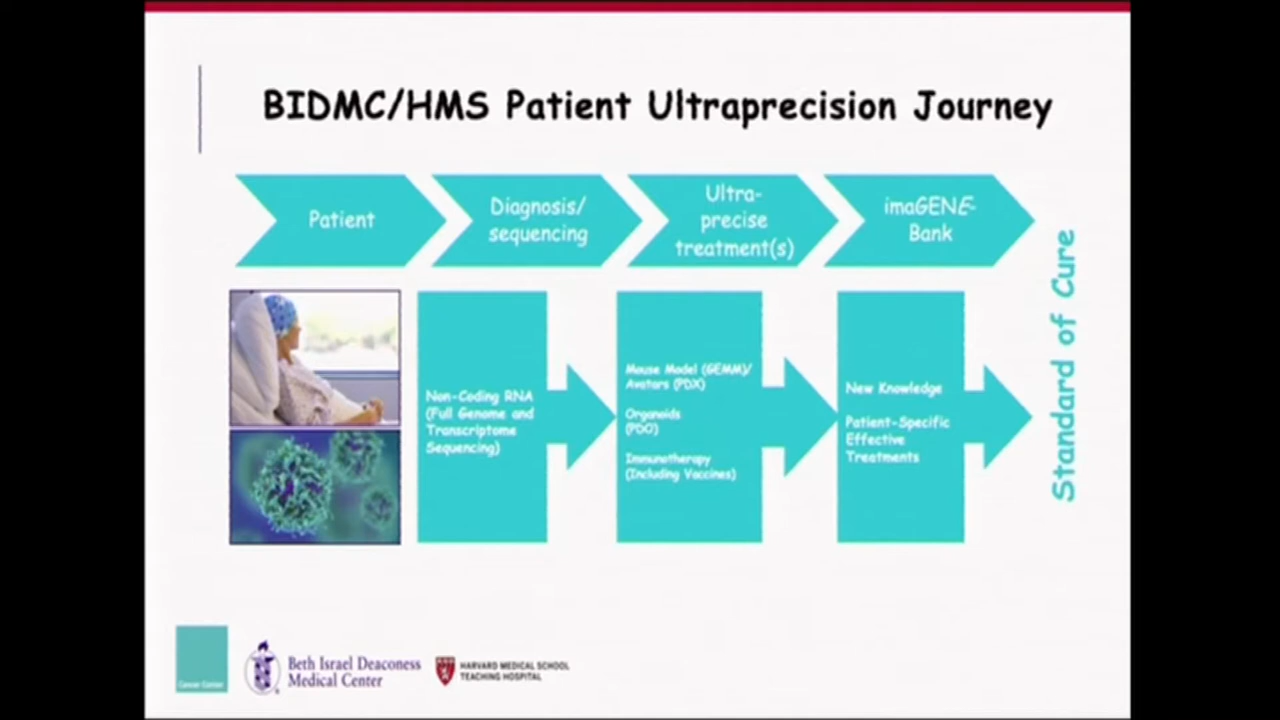 BIDMC/HMS Patient Ultraprecision Journey
Patient
Diagnosis/
sequencing
Ultra-
precise
treatment(s)
imaGENE-
Bank
Standard of Cure
Non-Coding RNA
(Full Genome and
Transcriptome
Sequencing)
Mouse Model (GEMM)/
Avatars (PDX)
Organoids
(PDO)
Immunotherapy
(Including Vaccines)
New Knowledge
Patient-Specific
Effective
Treatments
Cancer Center
Beth Israel Deaconess
Medical Center
HARVARD MEDICAL SCHOOL
TEACHING HOSPITAL